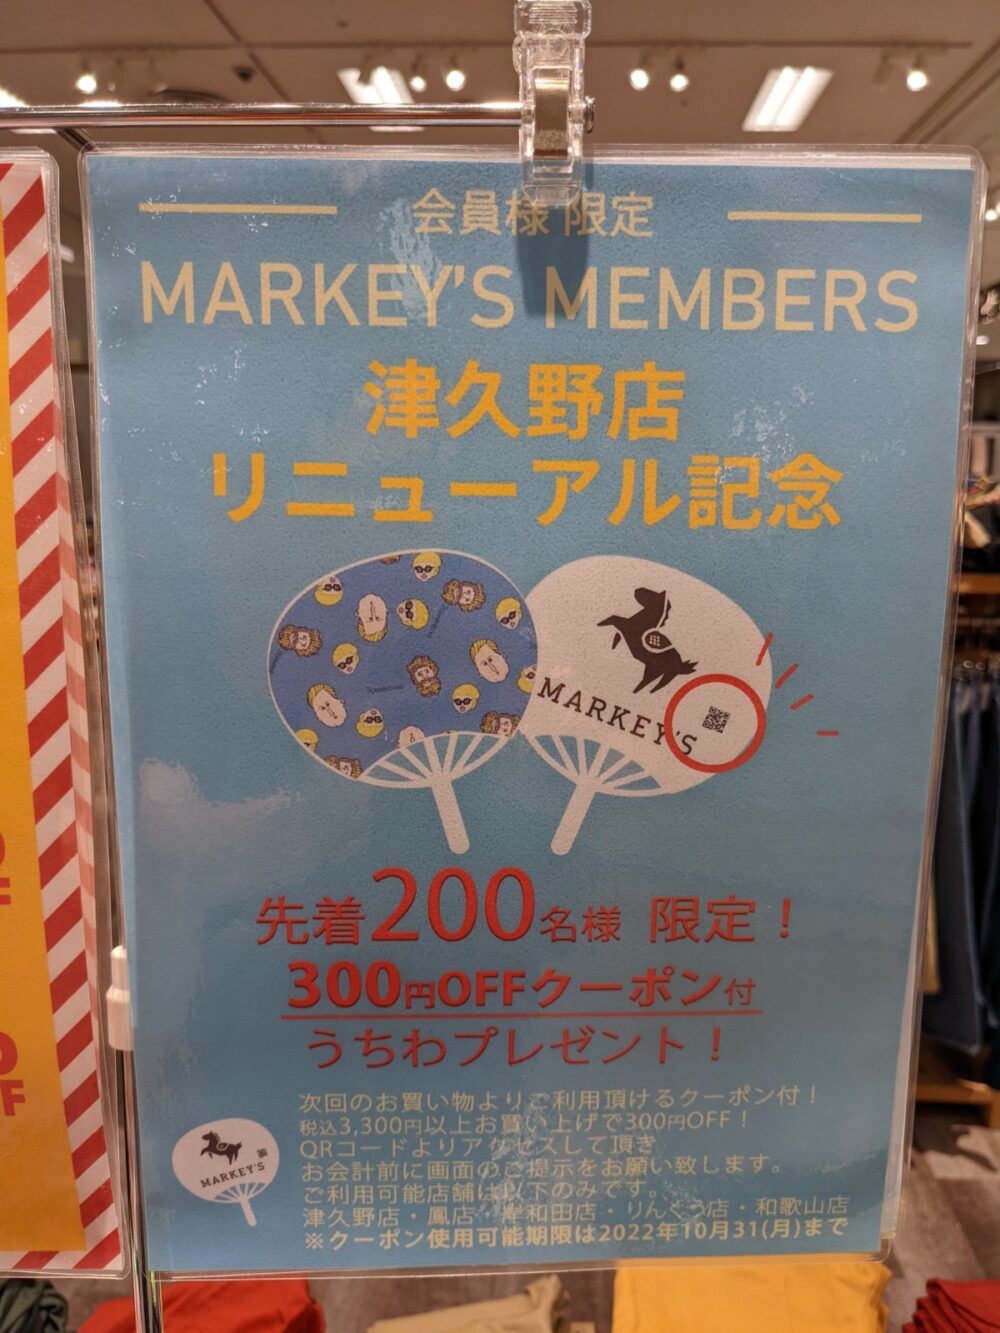 会員様 限定
MARKEY'S MEMBERS
津久野店
リニューアル記念
MARKEY'S
先着200名様 限定！
300円OFFクーポン付
うちわプレゼント！
次回のお買い物よりご利用頂けるクーポン付！
税込3,300円以上お買い上げで300円OFF！
QRコードよりアクセスして頂き
お会計前に画面のご提示をお願い致します。
ご利用可能店舗は以下のみです。
津久野店・鳳店・岸和田店・りんくう店・和歌山店
※クーポン使用可能期限は2022年10月31(月)まで
MARKEY'S